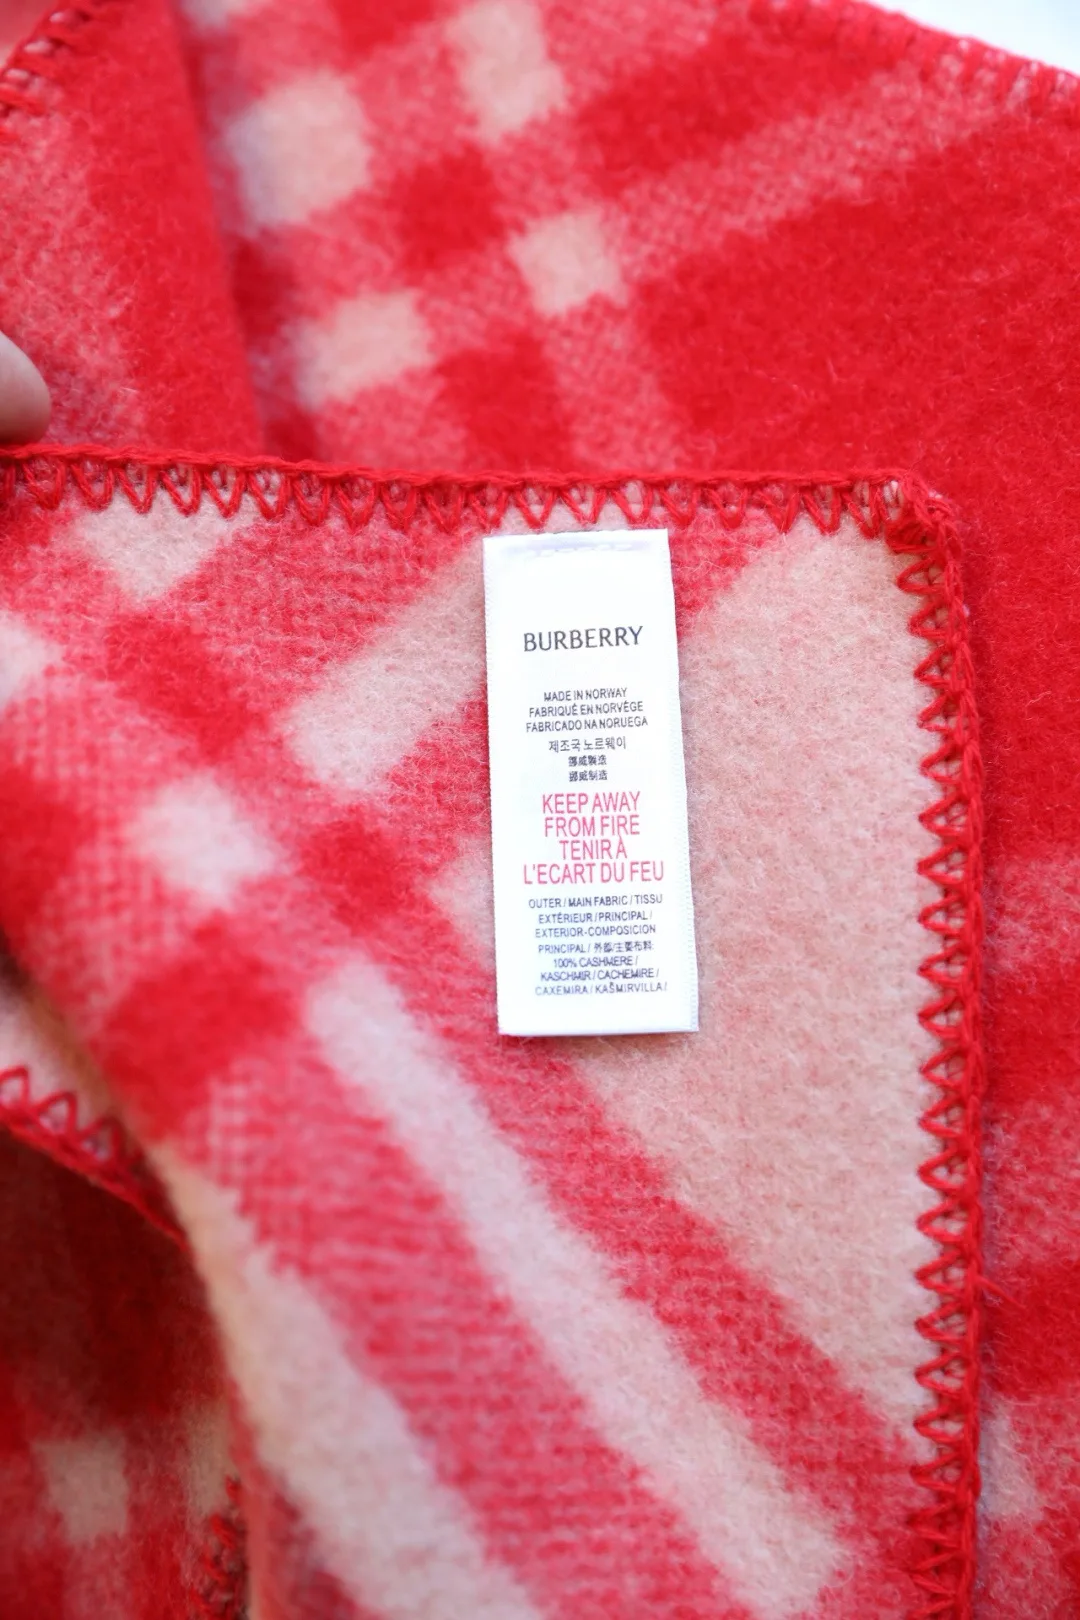 BURBERRY
MADE IN NORWAY
FABRIQUÉ EN NORVÈGE
FABRICADO NA NORUEGA
제조국 노르웨이
挪威製造
挪威制造
KEEP AWAY
FROM FIRE
TENIR À
L'ECART DU FEU
OUTER / MAIN FABRIC / TISSU
EXTÉRIEUR / PRINCIPAL /
EXTERIOR-COMPOSICION
PRINCIPAL / 外部/主要布料:
100% CASHMERE /
KASCHMIR / CACHEMIRE /
CAXEMIRA / KAŠMIRVILLA /